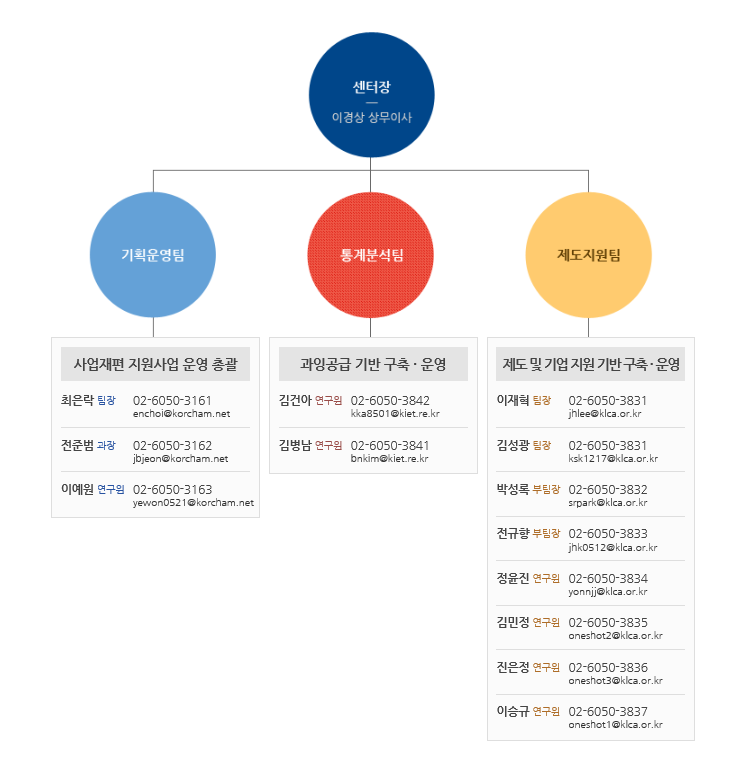 센터장
이경상 상무이사
기획운영팀
통계분석팀
제도지원팀
사업재편 지원사업 운영 총괄
최은락 팀장 02-6050-3161
enchoi@korcham.net
전준범 과장 02-6050-3162
jbjeon@korcham.net
이예원 연구원 02-6050-3163
yewon0521@korcham.net
과잉공급 기반 구축 · 운영
김건아 연구원 02-6050-3842
kka8501@kiet.re.kr
김병남 연구원 02-6050-3841
bnkim@kiet.re.kr
제도 및 기업 지원 기반 구축 · 운영
이재혁 팀장 02-6050-3831
jhlee@klca.or.kr
김성광 팀장 02-6050-3831
ksk1217@klca.or.kr
박성록 부팀장 02-6050-3832
srpark@klca.or.kr
전규향 부팀장 02-6050-3833
jhk0512@klca.or.kr
정윤진 연구원 02-6050-3834
yonnjj@klca.or.kr
김민정 연구원 02-6050-3835
oneshot2@klca.or.kr
진은정 연구원 02-6050-3836
oneshot3@klca.or.kr
이승규 연구원 02-6050-3837
oneshot1@klca.or.kr